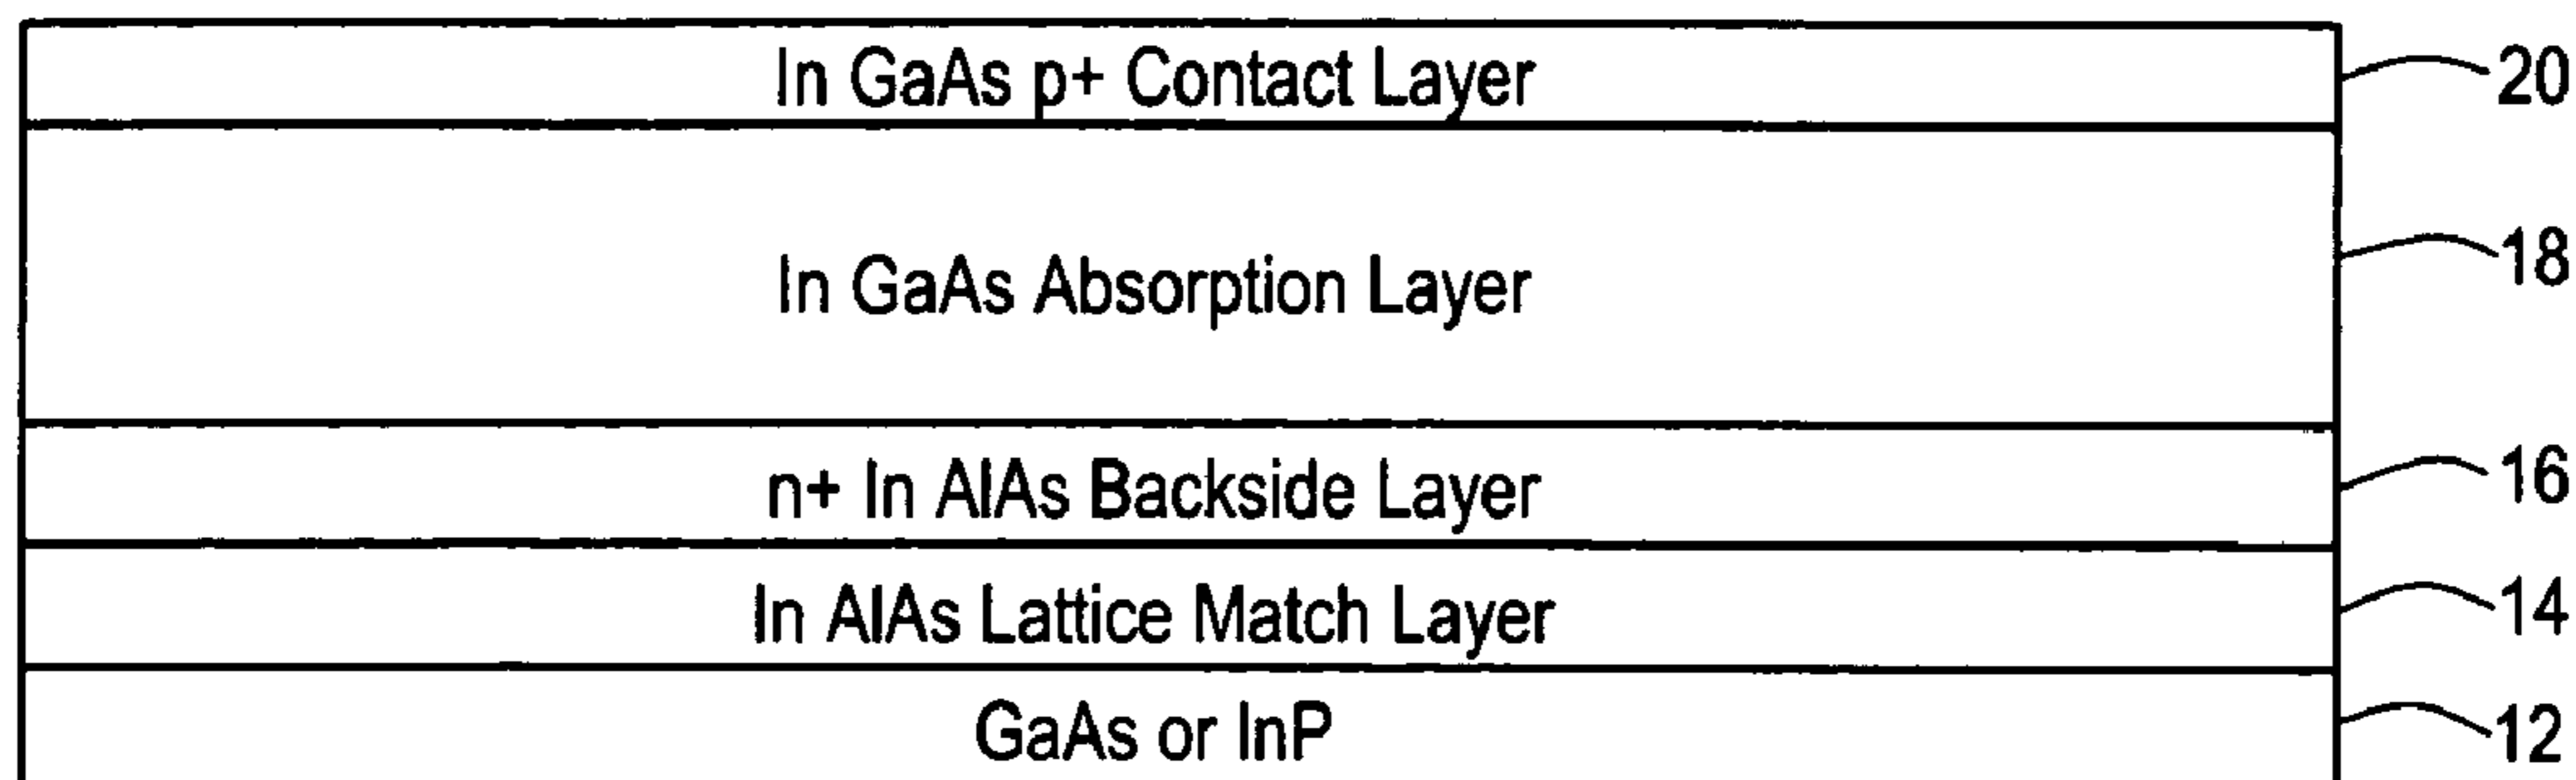 In GaAs p+ Contact Layer 20
In GaAs Absorption Layer 18
n+ In AlAs Backside Layer 16
In AlAs Lattice Match Layer 14
GaAs or InP 12